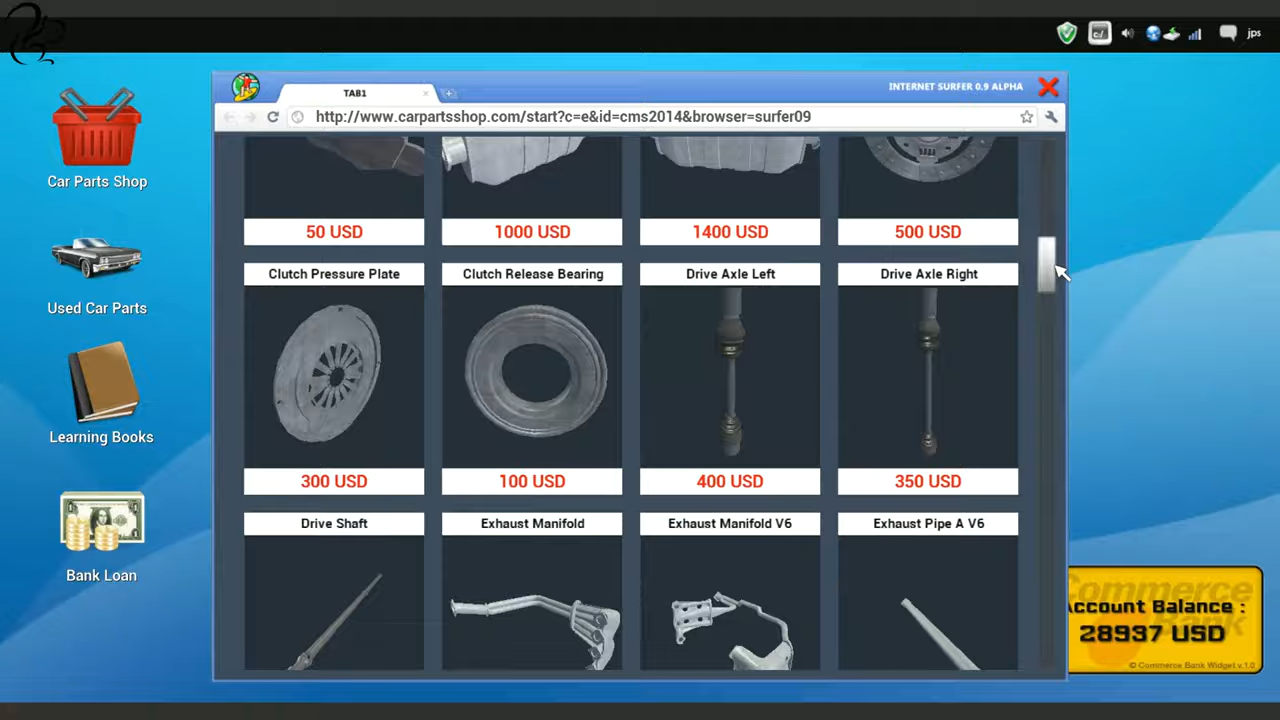 jps
TAB1
INTERNET SURFER 0.9 ALPHA
http://www.carpartsshop.com/start?c=e&id=cms2014&browser=surfer09
Car Parts Shop
Used Car Parts
Learning Books
Bank Loan
50 USD 1000 USD 1400 USD 500 USD
Clutch Pressure Plate Clutch Release Bearing Drive Axle Left Drive Axle Right
300 USD 100 USD 400 USD 350 USD
Drive Shaft Exhaust Manifold Exhaust Manifold V6 Exhaust Pipe A V6
Commerce
Bank
Account Balance :
28937 USD
© Commerce Bank Widget v.1.0